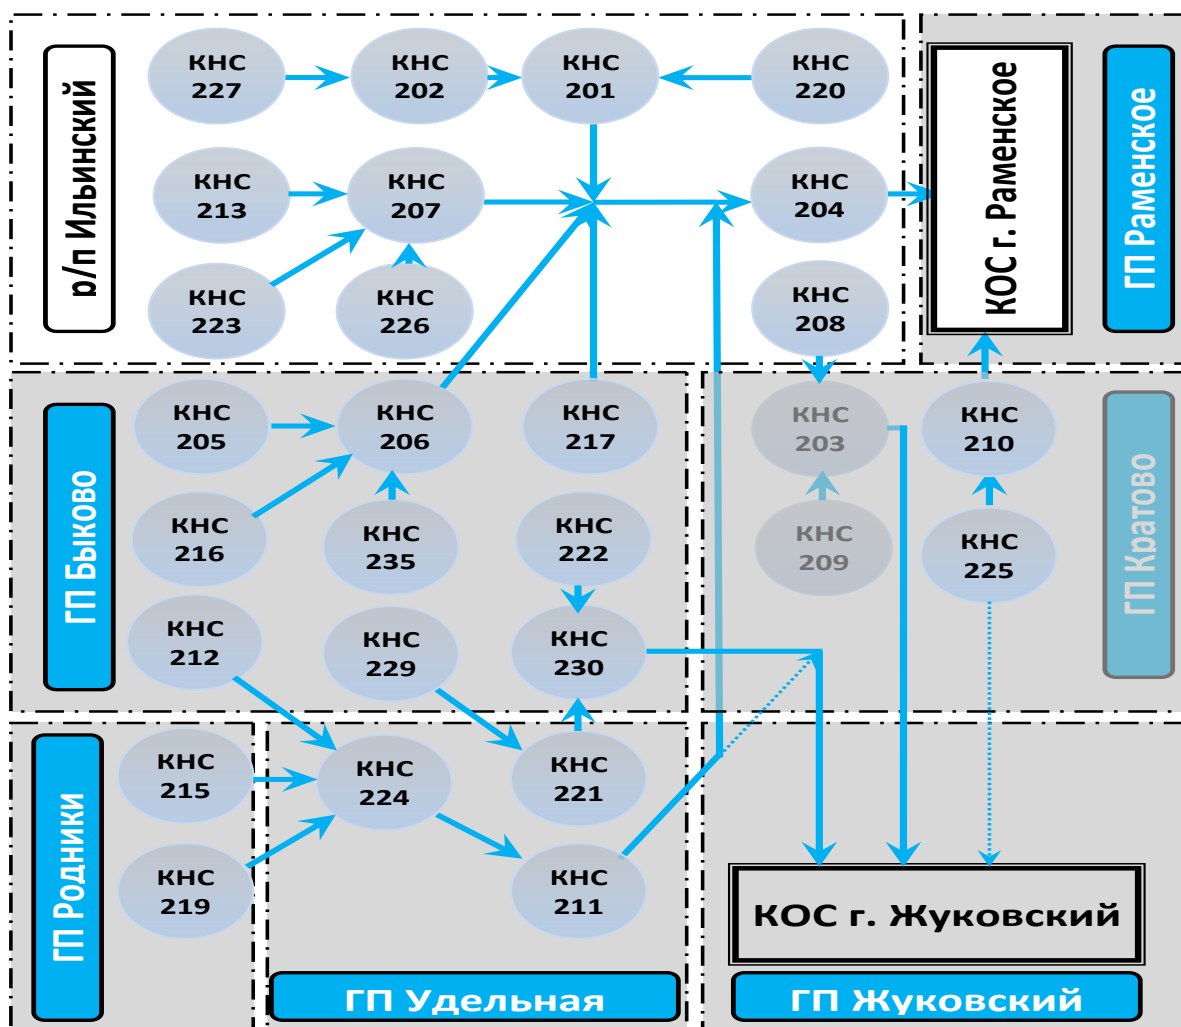 р/п Ильинский
КНС
227
КНС
202
КНС
201
КНС
220
КНС
213
КНС
207
КНС
204
КНС
223
КНС
226
КНС
208
КОС г. Раменское
ГП Раменское
ГП Быково
КНС
205
КНС
206
КНС
217
КНС
216
КНС
235
КНС
222
КНС
212
КНС
229
КНС
230
КНС
203
КНС
210
КНС
209
КНС
225
ГП Кратово
ГП Родники
КНС
215
КНС
219
КНС
224
КНС
221
КНС
211
ГП Удельная
КОС г. Жуковский
ГП Жуковский